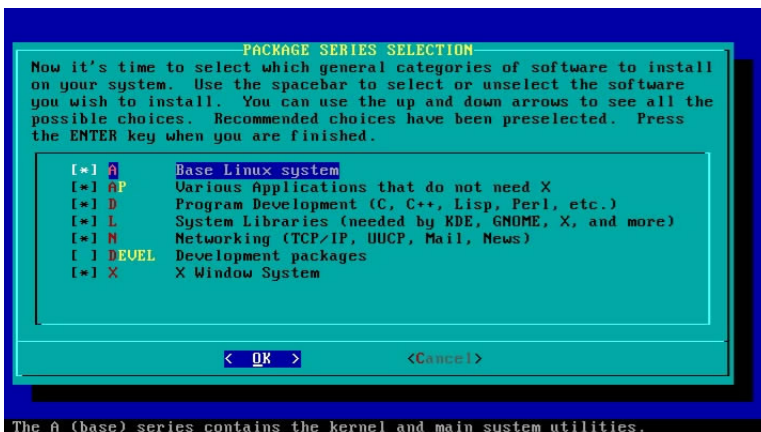 PACKAGE SERIES SELECTION
Now it's time to select which general categories of software to install
on your system.  Use the spacebar to select or unselect the software
you wish to install.  You can use the up and down arrows to see all the
possible choices.  Recommended choices have been preselected.  Press
the ENTER key when you are finished.
[*] A     Base Linux system
[*] AP    Various Applications that do not need X
[*] D     Program Development (C, C++, Lisp, Perl, etc.)
[*] L     System Libraries (needed by KDE, GNOME, X, and more)
[*] N     Networking (TCP/IP, UUCP, Mail, News)
[ ] DEVEL Development packages
[*] X     X Window System
<  OK  > <Cancel>
The A (base) series contains the kernel and main system utilities.